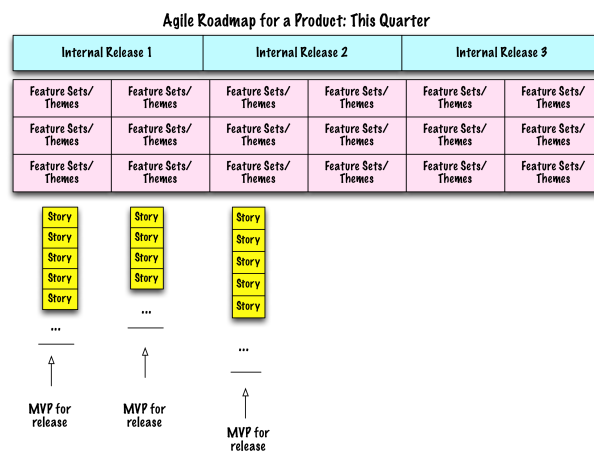 Agile Roadmap for a Product: This Quarter
Internal Release 1 Internal Release 2 Internal Release 3
Feature Sets/ Feature Sets/ Feature Sets/ Feature Sets/ Feature Sets/ Feature Sets/
Themes Themes Themes Themes Themes Themes
Feature Sets/ Feature Sets/ Feature Sets/ Feature Sets/ Feature Sets/ Feature Sets/
Themes Themes Themes Themes Themes Themes
Feature Sets/ Feature Sets/ Feature Sets/ Feature Sets/ Feature Sets/ Feature Sets/
Themes Themes Themes Themes Themes Themes
Story
Story
Story
Story
Story
...
MVP for
release
Story
Story
Story
Story
...
MVP for
release
Story
Story
Story
Story
Story
...
MVP for
release